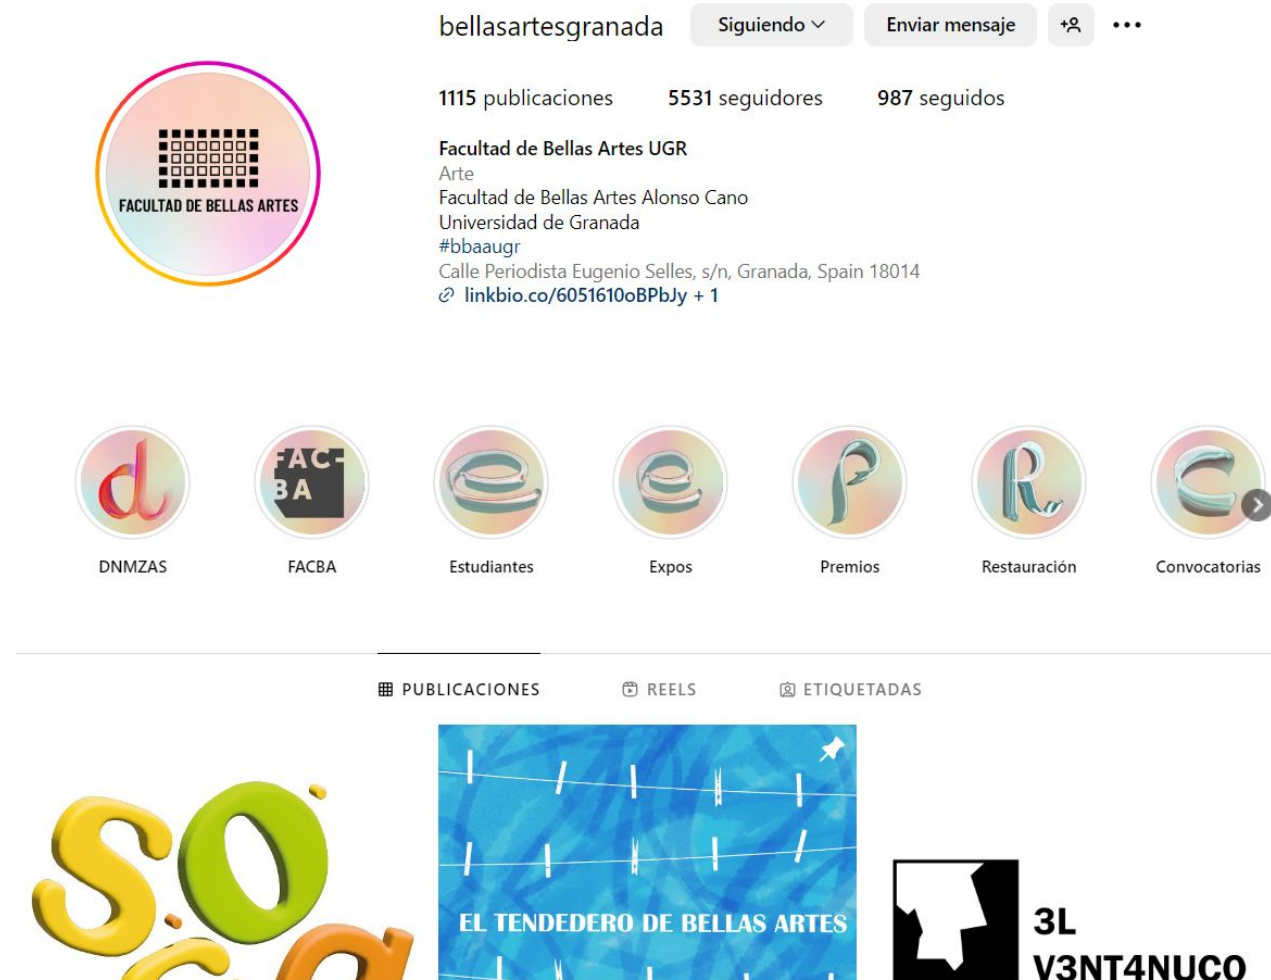 bellasartesgranada
Siguiendo
Enviar mensaje
1115 publicaciones
5531 seguidores
987 seguidos
FACULTAD DE BELLAS ARTES
Facultad de Bellas Artes UGR
Arte
Facultad de Bellas Artes Alonso Cano
Universidad de Granada
#bbaaugr
Calle Periodista Eugenio Selles, s/n, Granada, Spain 18014
linkbio.co/6051610oBPbJy + 1
d
FAC-
BA
e
e
P
R
C
DNMZAS
FACBA
Estudiantes
Expos
Premios
Restauración
Convocatorias
PUBLICACIONES
REELS
ETIQUETADAS
SO
EL TENDEDERO DE BELLAS ARTES
3L
V3NT4NUCO